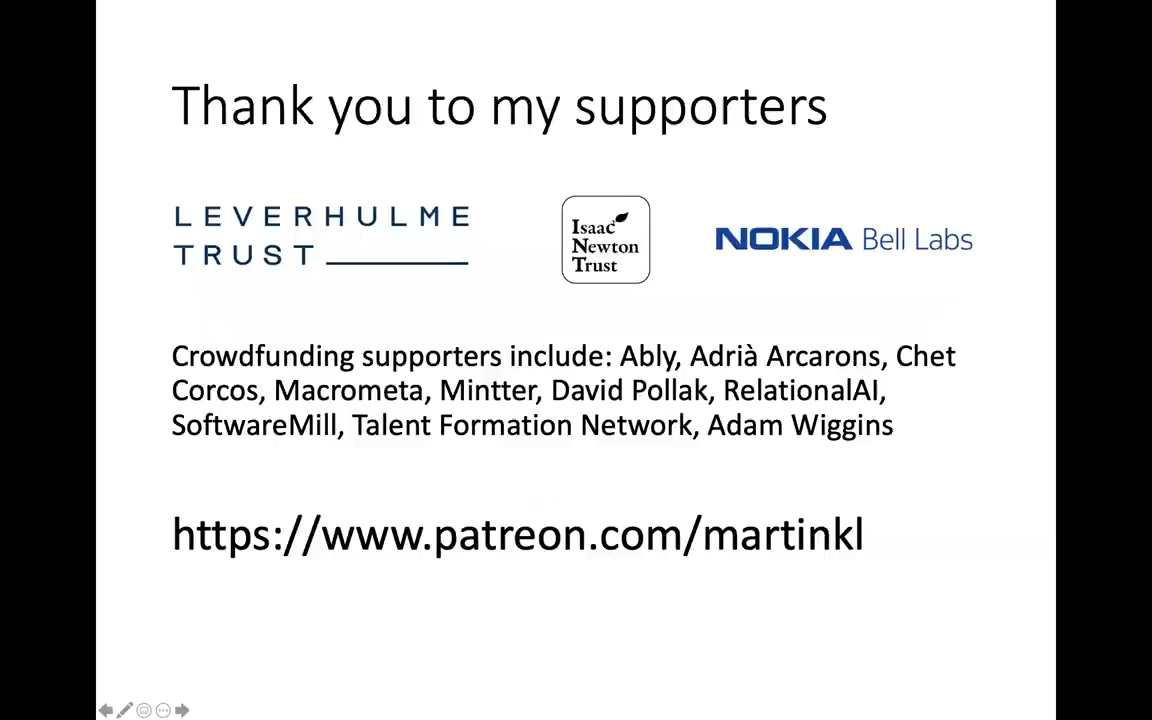 Thank you to my supporters
LEVERHULME
TRUST
Isaac
Newton
Trust
NOKIA Bell Labs
Crowdfunding supporters include: Ably, Adrià Arcarons, Chet
Corcos, Macrometa, Mintter, David Pollak, RelationalAI,
SoftwareMill, Talent Formation Network, Adam Wiggins
https://www.patreon.com/martinkl